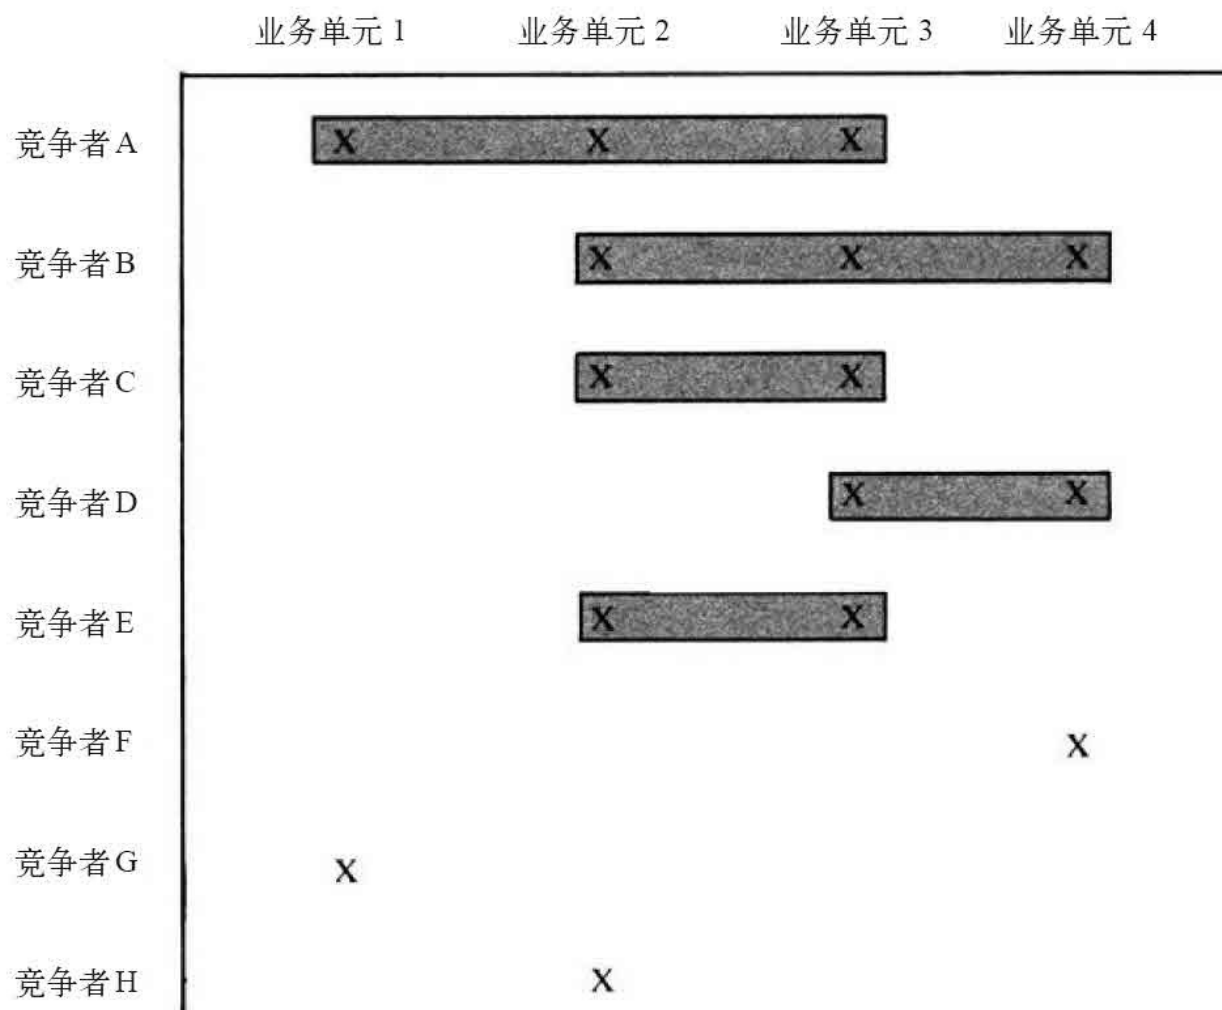 业务单元 1 业务单元 2 业务单元 3 业务单元 4
竞争者 A X X X
竞争者 B X X X
竞争者 C X X
竞争者 D X X
竞争者 E X X
竞争者 F X
竞争者 G X
竞争者 H X